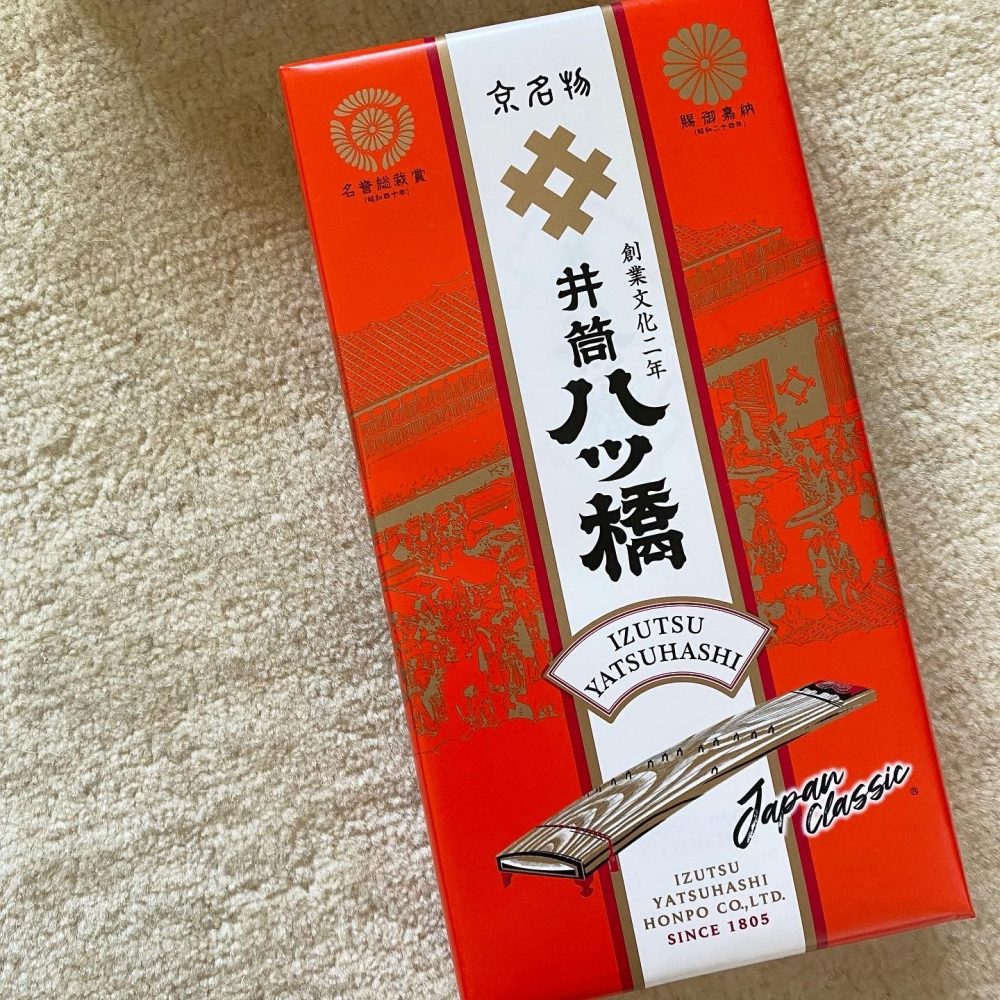 京名物
名誉総裁賞
(昭和四十年)
賜御嘉納
(昭和二十四年)
創業文化二年
井筒
八ッ橋
IZUTSU
YATSUHASHI
Japan
Classic
®
IZUTSU
YATSUHASHI
HONPO CO.,LTD.
SINCE 1805